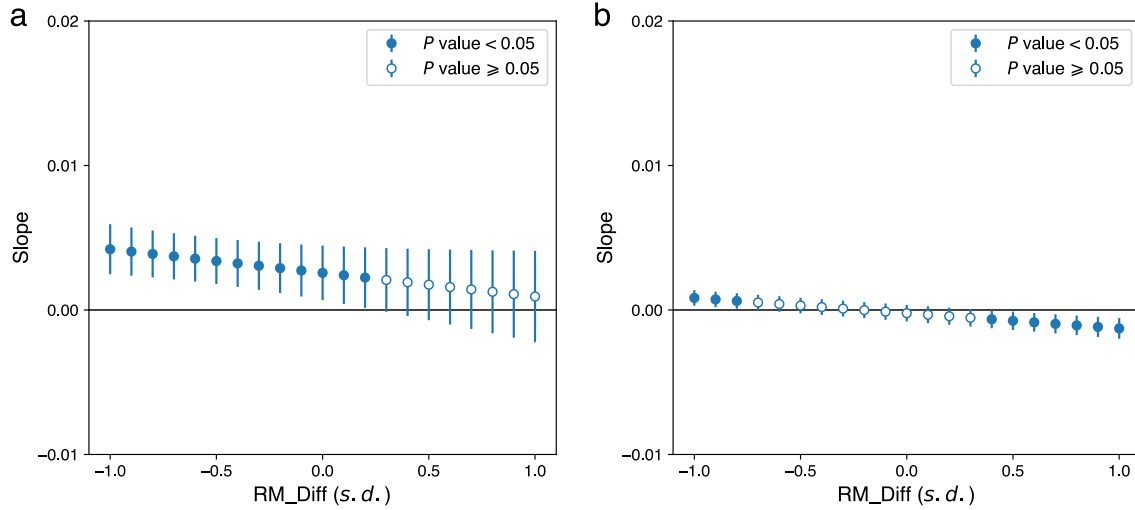 a
0.02
0.01
0.00
−0.01
Slope
−1.0 −0.5 0.0 0.5 1.0
RM_Diff (s. d.)
P value < 0.05
P value ⩾ 0.05
b
0.02
0.01
0.00
−0.01
Slope
−1.0 −0.5 0.0 0.5 1.0
RM_Diff (s. d.)
P value < 0.05
P value ⩾ 0.05